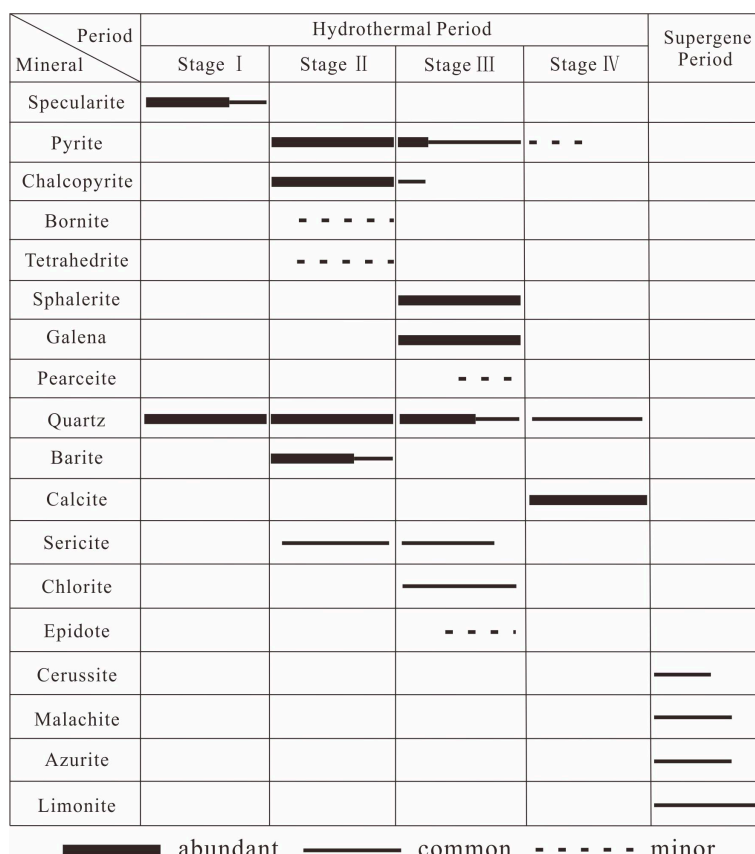 Period
Mineral
Hydrothermal Period
Supergene
Period
Stage Ⅰ
Stage Ⅱ
Stage Ⅲ
Stage Ⅳ
Specularite
Pyrite
Chalcopyrite
Bornite
Tetrahedrite
Sphalerite
Galena
Pearceite
Quartz
Barite
Calcite
Sericite
Chlorite
Epidote
Cerussite
Malachite
Azurite
Limonite
abundant common minor